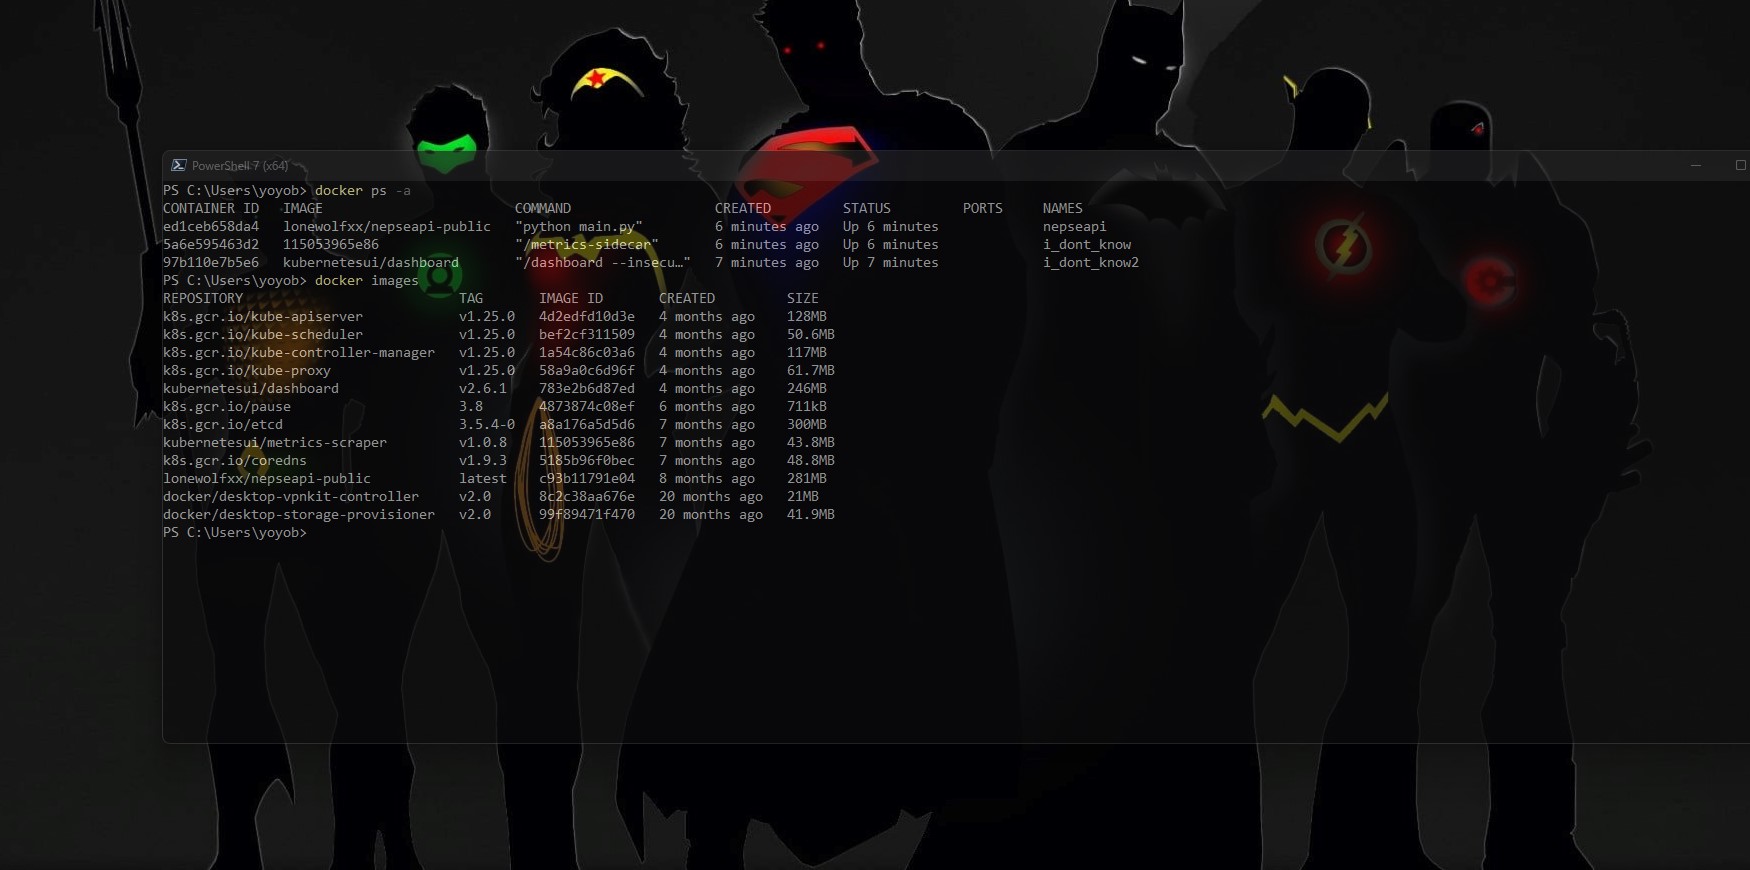 PowerShell 7 (x64)
PS C:\Users\yoyob> docker ps -a
CONTAINER ID   IMAGE                        COMMAND                  CREATED         STATUS         PORTS     NAMES
ed1ceb658da4   lonewolfxx/nepseapi-public   "python main.py"         6 minutes ago   Up 6 minutes             nepseapi
5a6e595463d2   115053965e86                 "/metrics-sidecar"       6 minutes ago   Up 6 minutes             i_dont_know
97b110e7b5e6   kubernetesui/dashboard       "/dashboard --insecu…"   7 minutes ago   Up 7 minutes             i_dont_know2
PS C:\Users\yoyob> docker images
REPOSITORY                           TAG       IMAGE ID       CREATED         SIZE
k8s.gcr.io/kube-apiserver            v1.25.0   4d2edfd10d3e   4 months ago    128MB
k8s.gcr.io/kube-scheduler            v1.25.0   bef2cf311509   4 months ago    50.6MB
k8s.gcr.io/kube-controller-manager   v1.25.0   1a54c86c03a6   4 months ago    117MB
k8s.gcr.io/kube-proxy                v1.25.0   58a9a0c6d96f   4 months ago    61.7MB
kubernetesui/dashboard               v2.6.1    783e2b6d87ed   4 months ago    246MB
k8s.gcr.io/pause                     3.8       4873874c08ef   6 months ago    711kB
k8s.gcr.io/etcd                      3.5.4-0   a8a176a5d5d6   7 months ago    300MB
kubernetesui/metrics-scraper         v1.0.8    115053965e86   7 months ago    43.8MB
k8s.gcr.io/coredns                   v1.9.3    5185b96f0bec   7 months ago    48.8MB
lonewolfxx/nepseapi-public           latest    c93b11791e04   8 months ago    281MB
docker/desktop-vpnkit-controller     v2.0      8c2c38aa676e   20 months ago   21MB
docker/desktop-storage-provisioner   v2.0      99f89471f470   20 months ago   41.9MB
PS C:\Users\yoyob>